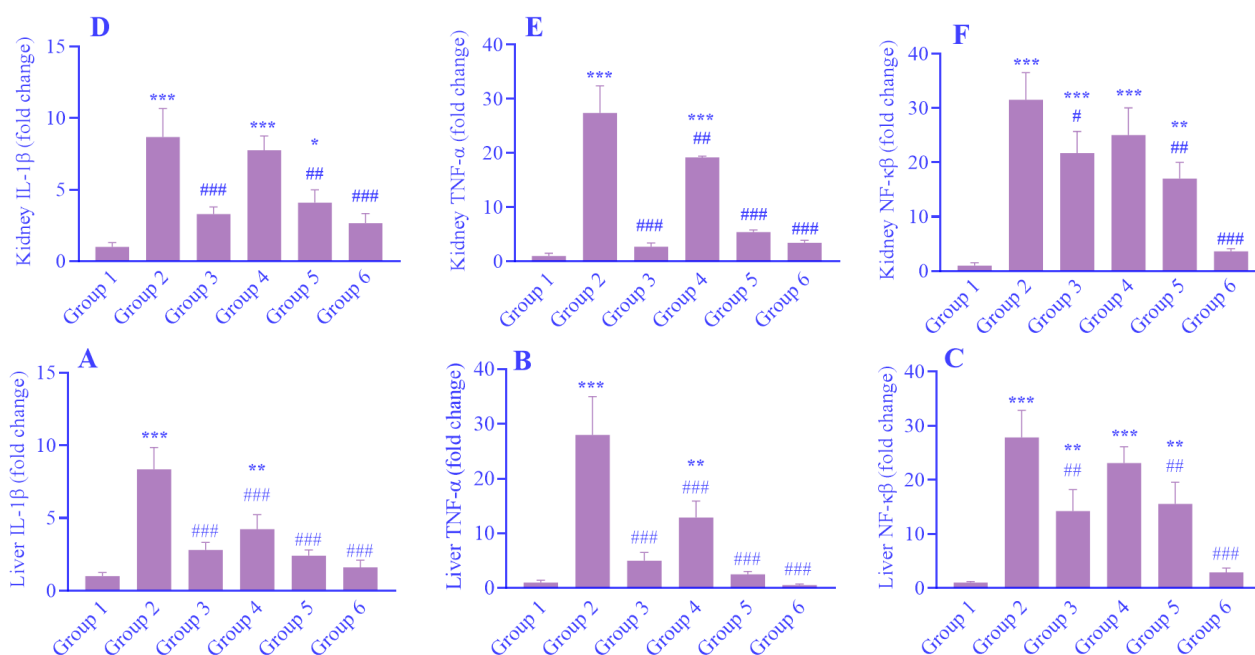 D
Kidney IL-1β (fold change)
15
10
5
0
***
###
***
*
##
###
Group 1
Group 2
Group 3
Group 4
Group 5
Group 6
E
Kidney TNF-α (fold change)
40
30
20
10
0
***
###
***
##
###
###
Group 1
Group 2
Group 3
Group 4
Group 5
Group 6
F
Kidney NF-κβ (fold change)
40
30
20
10
0
***
***
#
***
**
##
###
Group 1
Group 2
Group 3
Group 4
Group 5
Group 6
A
Liver IL-1β (fold change)
15
10
5
0
***
###
**
###
###
###
Group 1
Group 2
Group 3
Group 4
Group 5
Group 6
B
Liver TNF-α (fold change)
40
30
20
10
0
***
###
**
###
###
###
Group 1
Group 2
Group 3
Group 4
Group 5
Group 6
C
Liver NF-κβ (fold change)
40
30
20
10
0
***
**
##
***
**
##
###
Group 1
Group 2
Group 3
Group 4
Group 5
Group 6